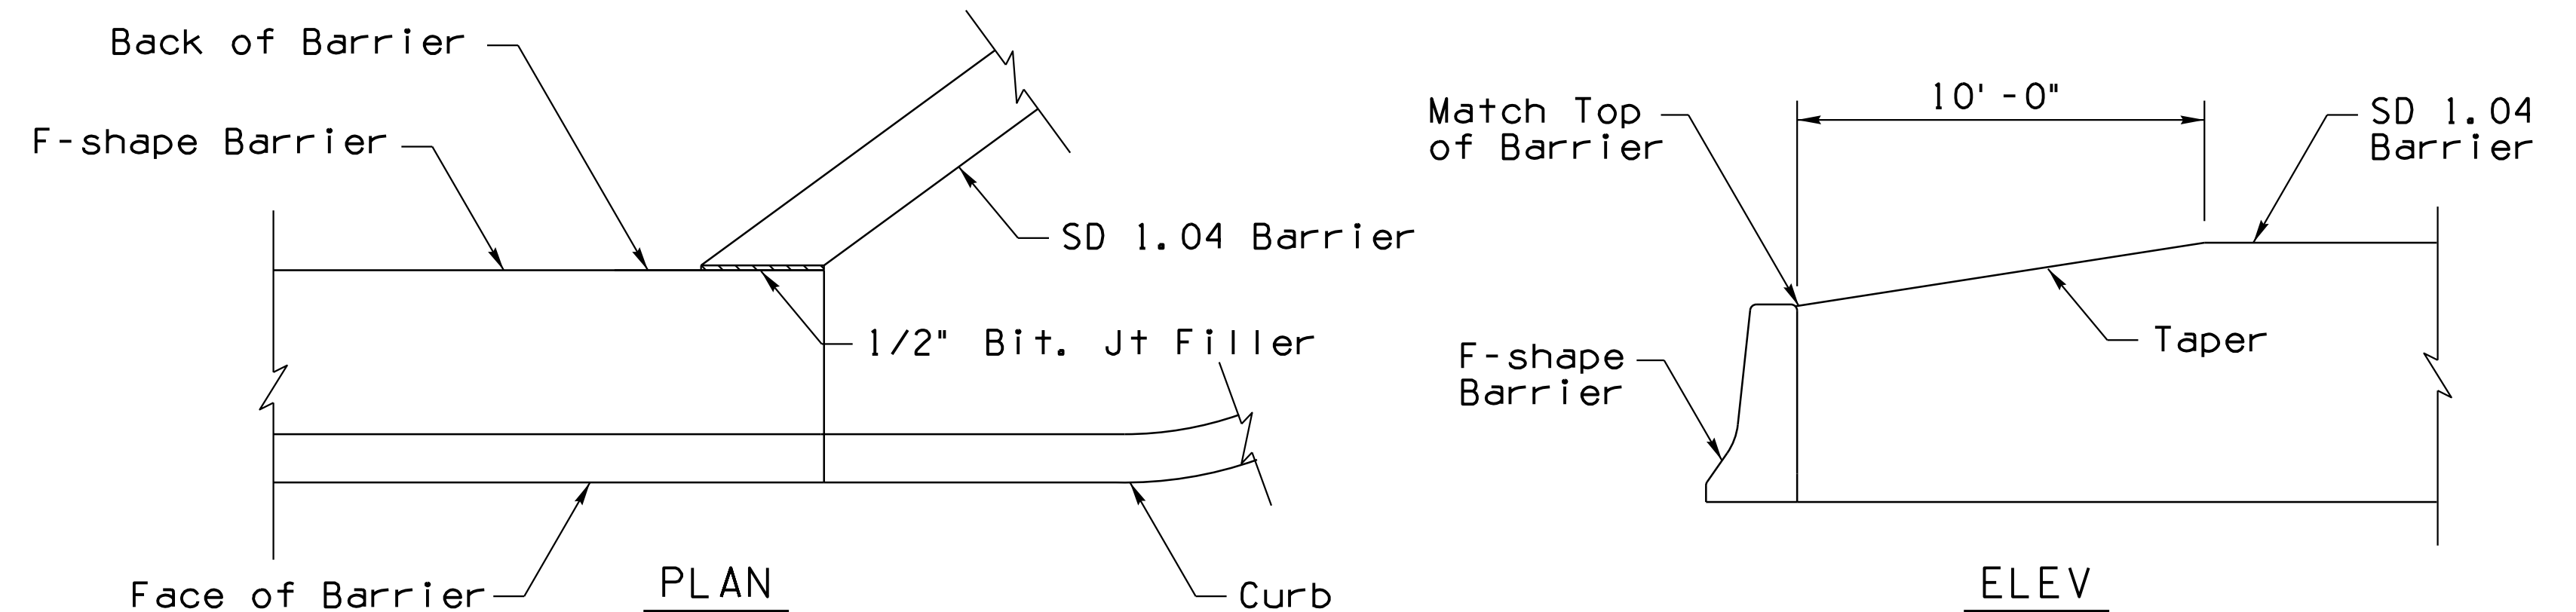 Back of Barrier
F-shape Barrier
SD 1.04 Barrier
1/2" Bit. Jt Filler
Face of Barrier
PLAN
Curb
10'-0"
Match Top
of Barrier
SD 1.04
Barrier
F-shape
Barrier
Taper
ELEV